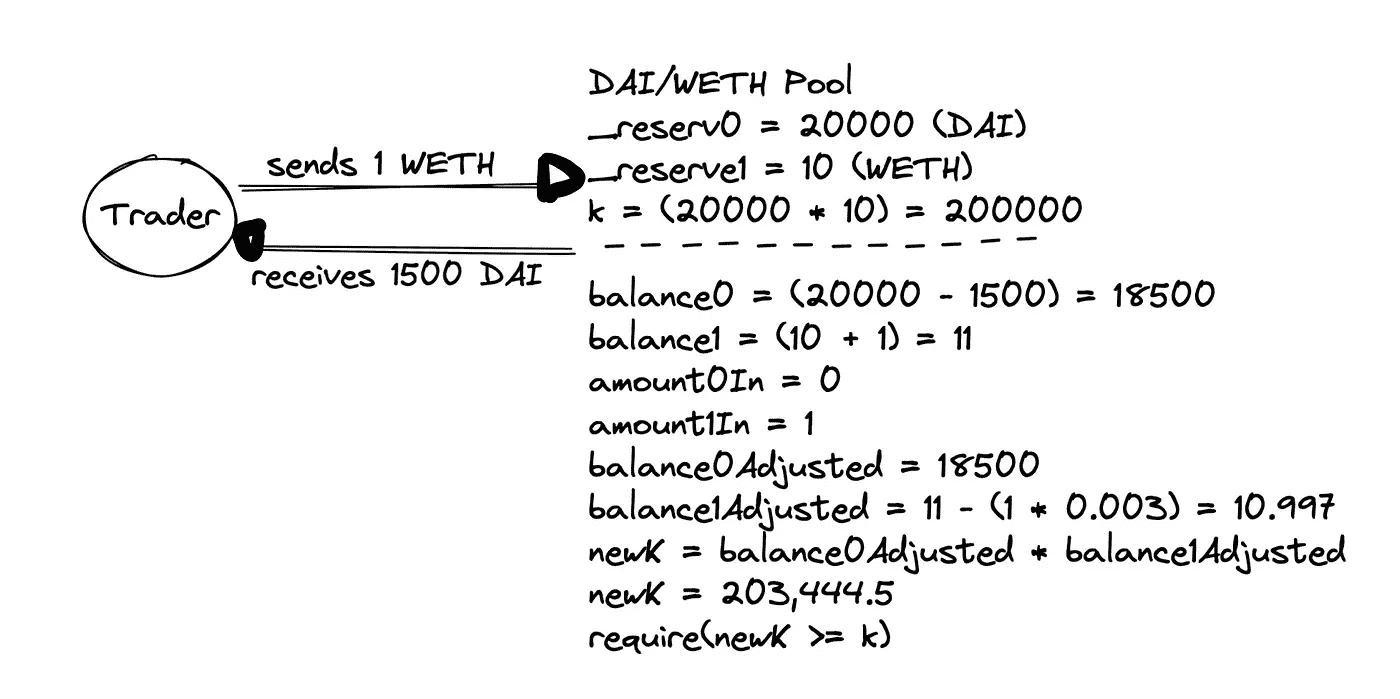 DAI/WETH Pool
_reserv0 = 20000 (DAI)
sends 1 WETH
_reserve1 = 10 (WETH)
Trader
k = (20000 * 10) = 200000
receives 1500 DAI
balance0 = (20000 - 1500) = 18500
balance1 = (10 + 1) = 11
amount0In = 0
amount1In = 1
balance0Adjusted = 18500
balance1Adjusted = 11 - (1 * 0.003) = 10.997
newK = balance0Adjusted * balance1Adjusted
newK = 203,444.5
require(newK >= k)